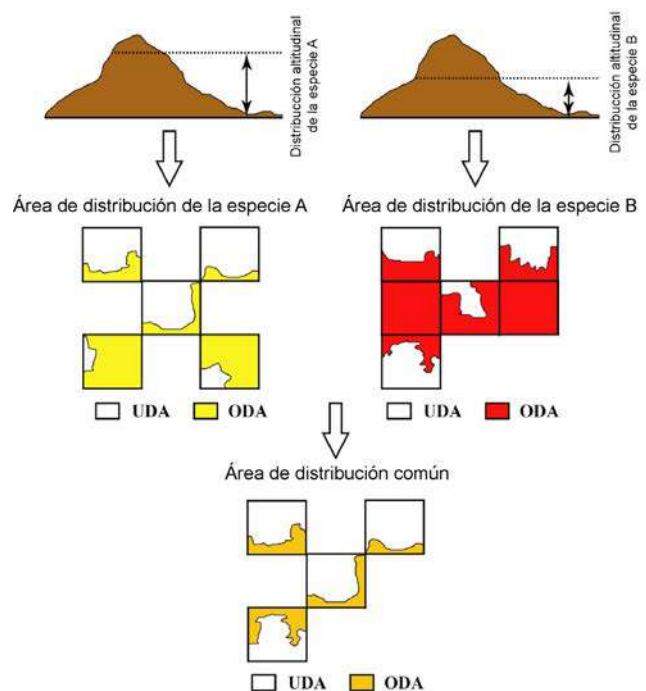 Distribucción altitudinal
de la especie A
Distribucción altitudinal
de la especie B
Área de distribución de la especie A
Área de distribución de la especie B
UDA ODA
UDA ODA
Área de distribución común
UDA ODA